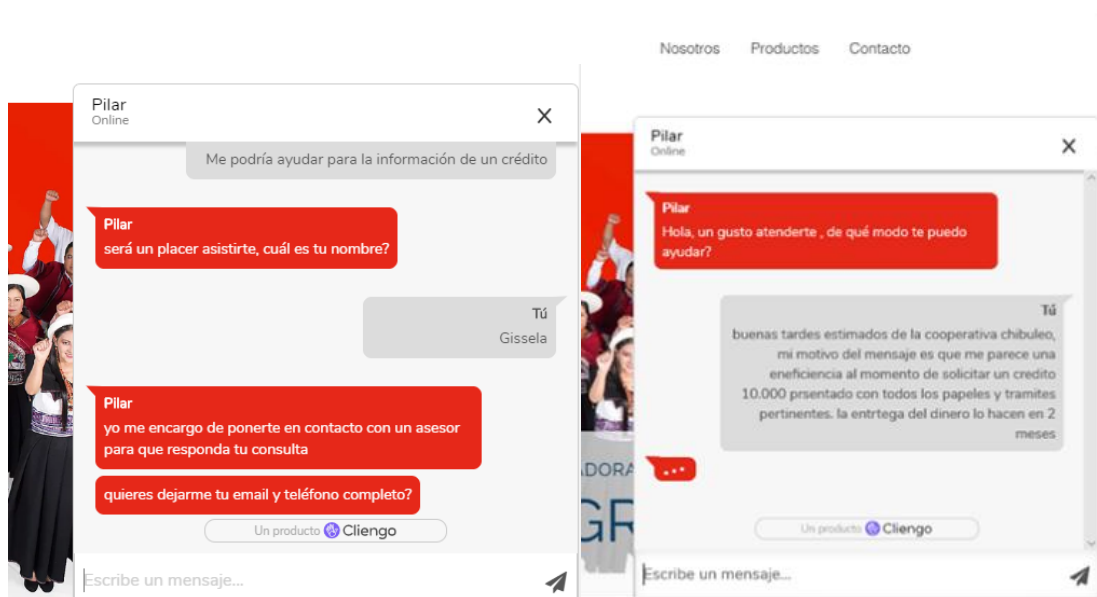 Nosotros Productos Contacto
Pilar
Online
Me podría ayudar para la información de un crédito
Pilar
será un placer asistirte, cuál es tu nombre?
Tú
Gissela
Pilar
yo me encargo de ponerte en contacto con un asesor
para que responda tu consulta
quieres dejarme tu email y teléfono completo?
Un producto Cliengo
Escribe un mensaje...
Pilar
Online
Pilar
Hola, un gusto atenderte , de qué modo te puedo
ayudar?
Tú
buenas tardes estimados de la cooperativa chibuleo,
mi motivo del mensaje es que me parece una
eneficiencia al momento de solicitar un credito
10.000 prsentado con todos los papeles y tramites
pertinentes. la entrtega del dinero lo hacen en 2
meses
...
DORA
GR
Un producto Cliengo
Escribe un mensaje...